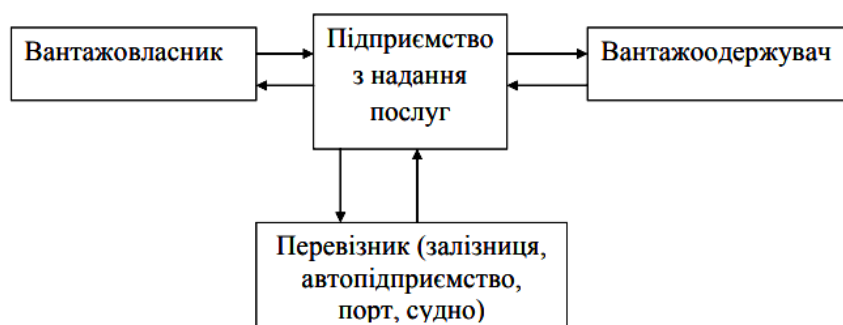 Вантажовласник
Підприємство
з надання
послуг
Вантажоодержувач
Перевізник (залізниця,
автопідприємство,
порт, судно)